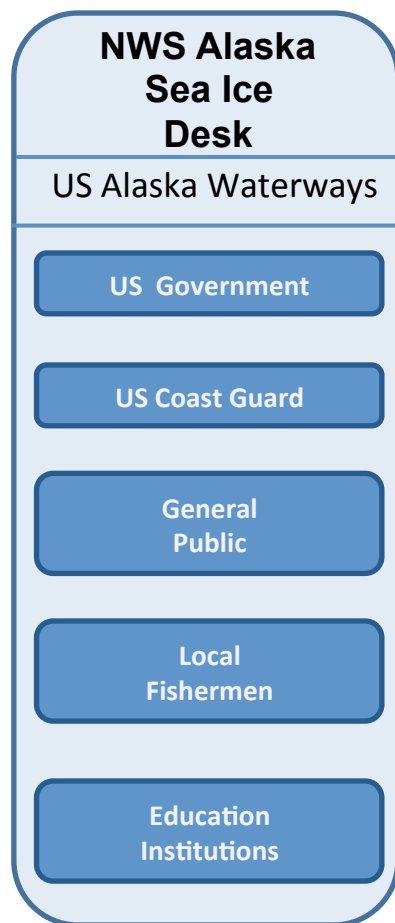 NWS Alaska
Sea Ice
Desk
US Alaska Waterways
US Government
US Coast Guard
General
Public
Local
Fishermen
Education
Institutions